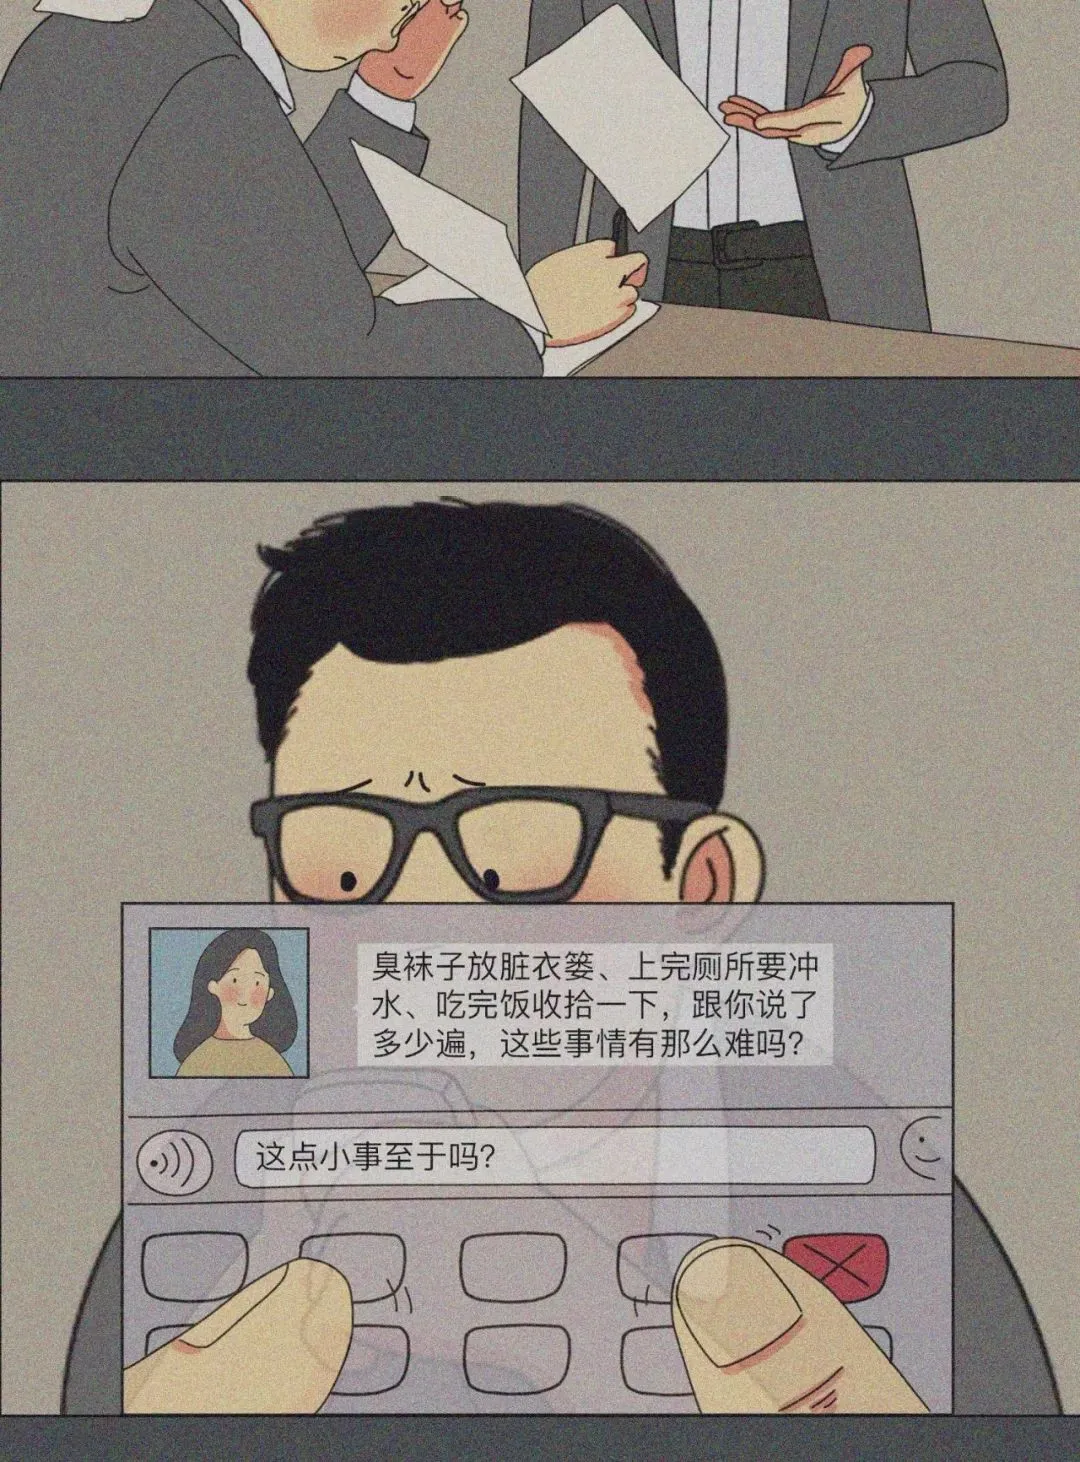 臭袜子放脏衣篓、上完厕所要冲
水、吃完饭收拾一下，跟你说了
多少遍，这些事情有那么难吗？
这点小事至于吗？